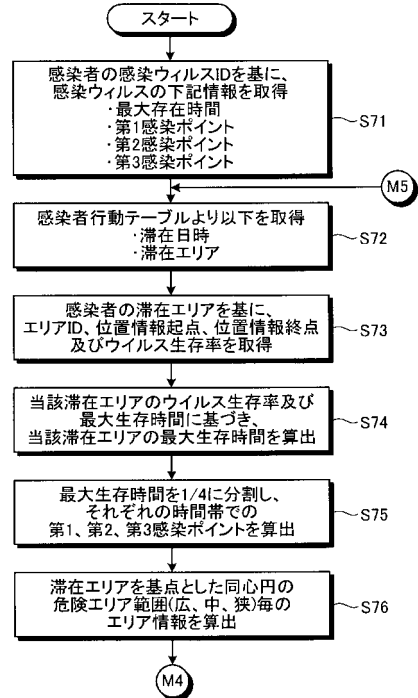 スタート
感染者の感染ウィルスIDを基に、
感染ウィルスの下記情報を取得
・最大存在時間
・第1感染ポイント
・第2感染ポイント
・第3感染ポイント
S71
M5
感染者行動テーブルより以下を取得
・滞在日時
・滞在エリア
S72
感染者の滞在エリアを基に、
エリアID、位置情報起点、位置情報終点
及びウイルス生存率を取得
S73
当該滞在エリアのウイルス生存率及び
最大生存時間に基づき、
当該滞在エリアの最大生存時間を算出
S74
最大生存時間を1/4に分割し、
それぞれの時間帯での
第1、第2、第3感染ポイントを算出
S75
滞在エリアを基点とした同心円の
危険エリア範囲(広、中、狭)毎の
エリア情報を算出
S76
M4